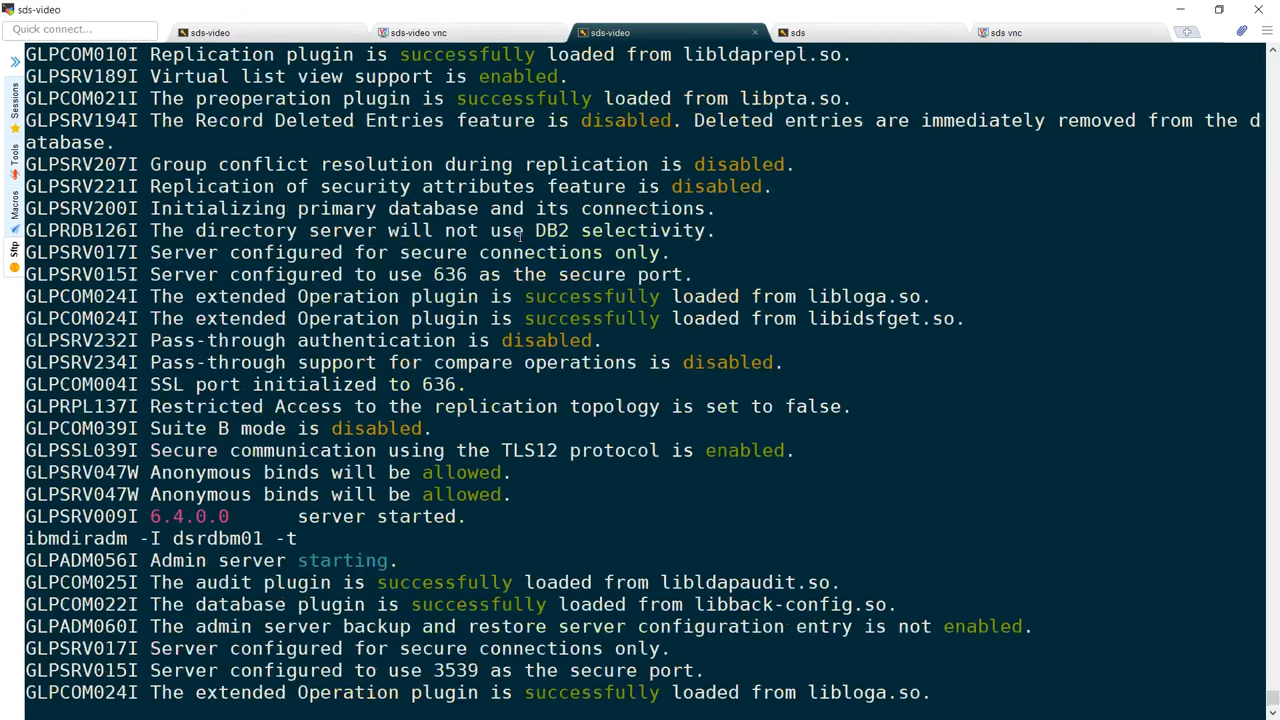 sds-video
Quick connect...
sds-video
sds-video vnc
sds-video
sds
sds vnc
Sessions
Tools
Macros
Sftp
GLPCOM010I Replication plugin is successfully loaded from libldaprepl.so.
GLPSRV189I Virtual list view support is enabled.
GLPCOM021I The preoperation plugin is successfully loaded from libpta.so.
GLPSRV194I The Record Deleted Entries feature is disabled. Deleted entries are immediately removed from the d
atabase.
GLPSRV207I Group conflict resolution during replication is disabled.
GLPSRV221I Replication of security attributes feature is disabled.
GLPSRV200I Initializing primary database and its connections.
GLPRDB126I The directory server will not use DB2 selectivity.
GLPSRV017I Server configured for secure connections only.
GLPSRV015I Server configured to use 636 as the secure port.
GLPCOM024I The extended Operation plugin is successfully loaded from libloga.so.
GLPCOM024I The extended Operation plugin is successfully loaded from libidsfget.so.
GLPSRV232I Pass-through authentication is disabled.
GLPSRV234I Pass-through support for compare operations is disabled.
GLPCOM004I SSL port initialized to 636.
GLPRPL137I Restricted Access to the replication topology is set to false.
GLPCOM039I Suite B mode is disabled.
GLPSSL039I Secure communication using the TLS12 protocol is enabled.
GLPSRV047W Anonymous binds will be allowed.
GLPSRV047W Anonymous binds will be allowed.
GLPSRV009I 6.4.0.0      server started.
ibmdiradm -I dsrdbm01 -t
GLPADM056I Admin server starting.
GLPCOM025I The audit plugin is successfully loaded from libldapaudit.so.
GLPCOM022I The database plugin is successfully loaded from libback-config.so.
GLPADM060I The admin server backup and restore server configuration entry is not enabled.
GLPSRV017I Server configured for secure connections only.
GLPSRV015I Server configured to use 3539 as the secure port.
GLPCOM024I The extended Operation plugin is successfully loaded from libloga.so.